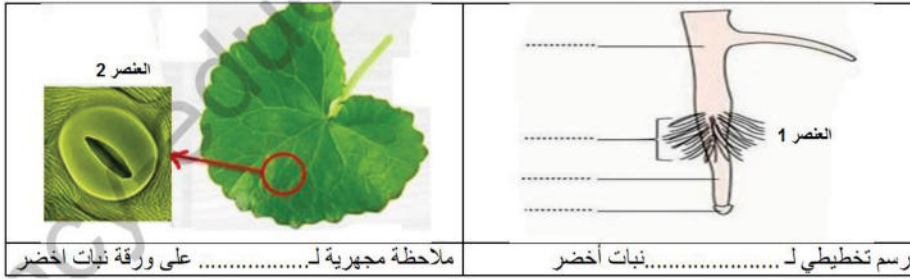 العنصر 1
العنصر 2
رسم تخطيطي لـ ..................... نبات أخضر
ملاحظة مجهرية لـ................. على ورقة نبات اخضر